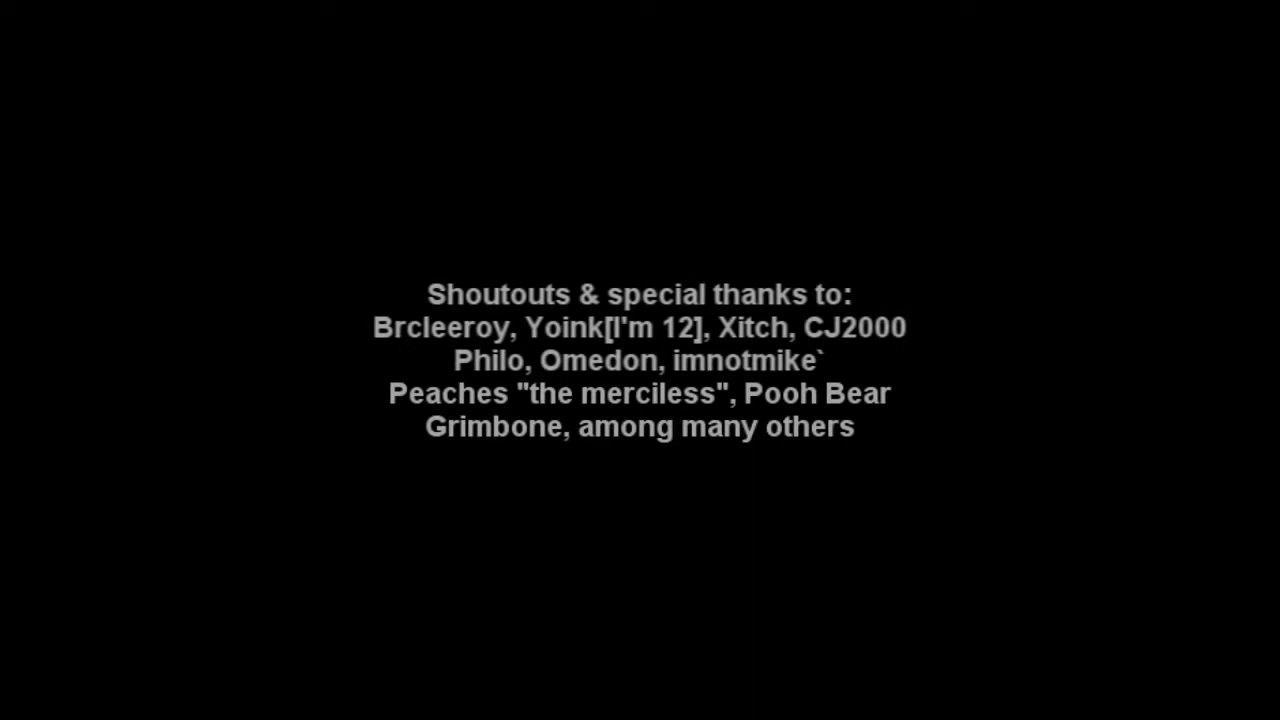 Shoutouts & special thanks to:
Brcleeroy, Yoink[I'm 12], Xitch, CJ2000
Philo, Omedon, imnotmike`
Peaches "the merciless", Pooh Bear
Grimbone, among many others